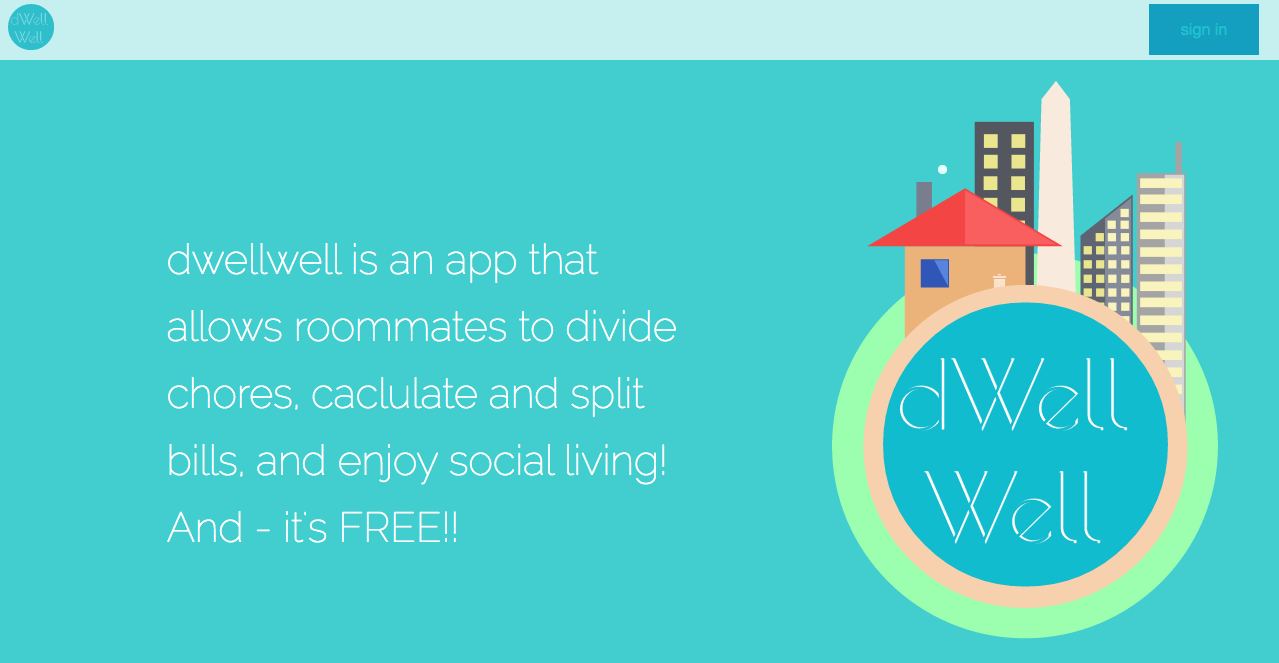 dWell
Well
sign in
dwellwell is an app that
allows roommates to divide
chores, caclulate and split
bills, and enjoy social living!
And - it's FREE!!
dWell
Well